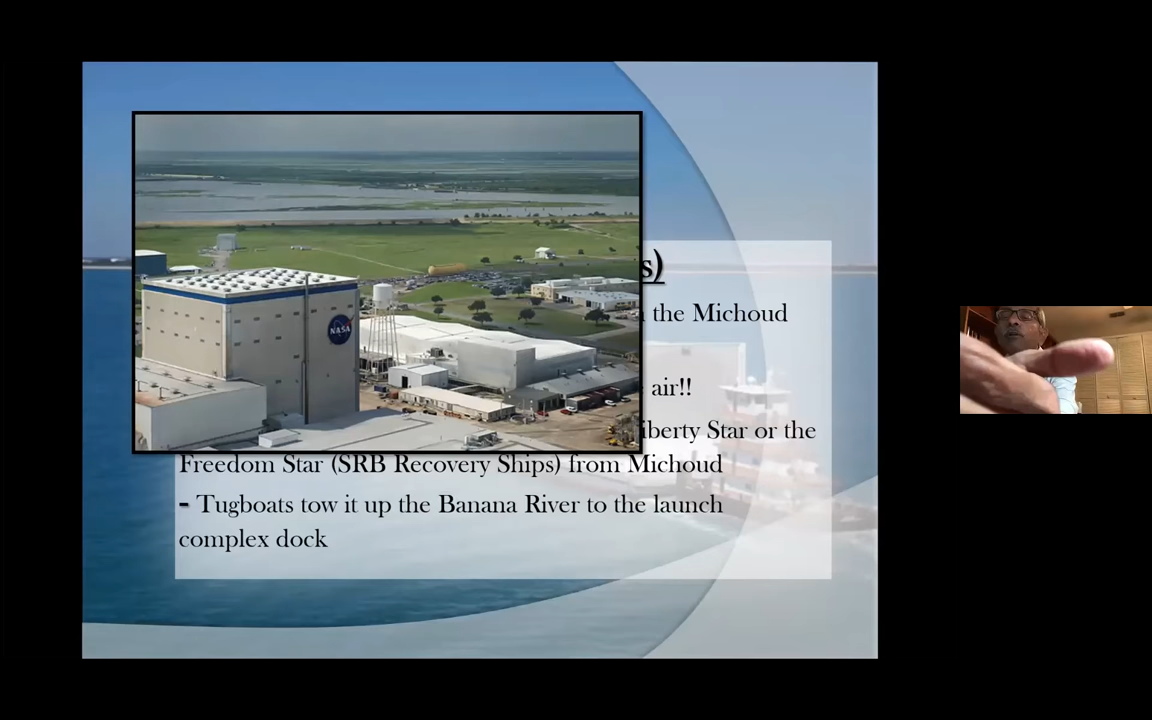 NASA
s)
the Michoud
air!!
iberty Star or the
Freedom Star (SRB Recovery Ships) from Michoud
- Tugboats tow it up the Banana River to the launch
complex dock